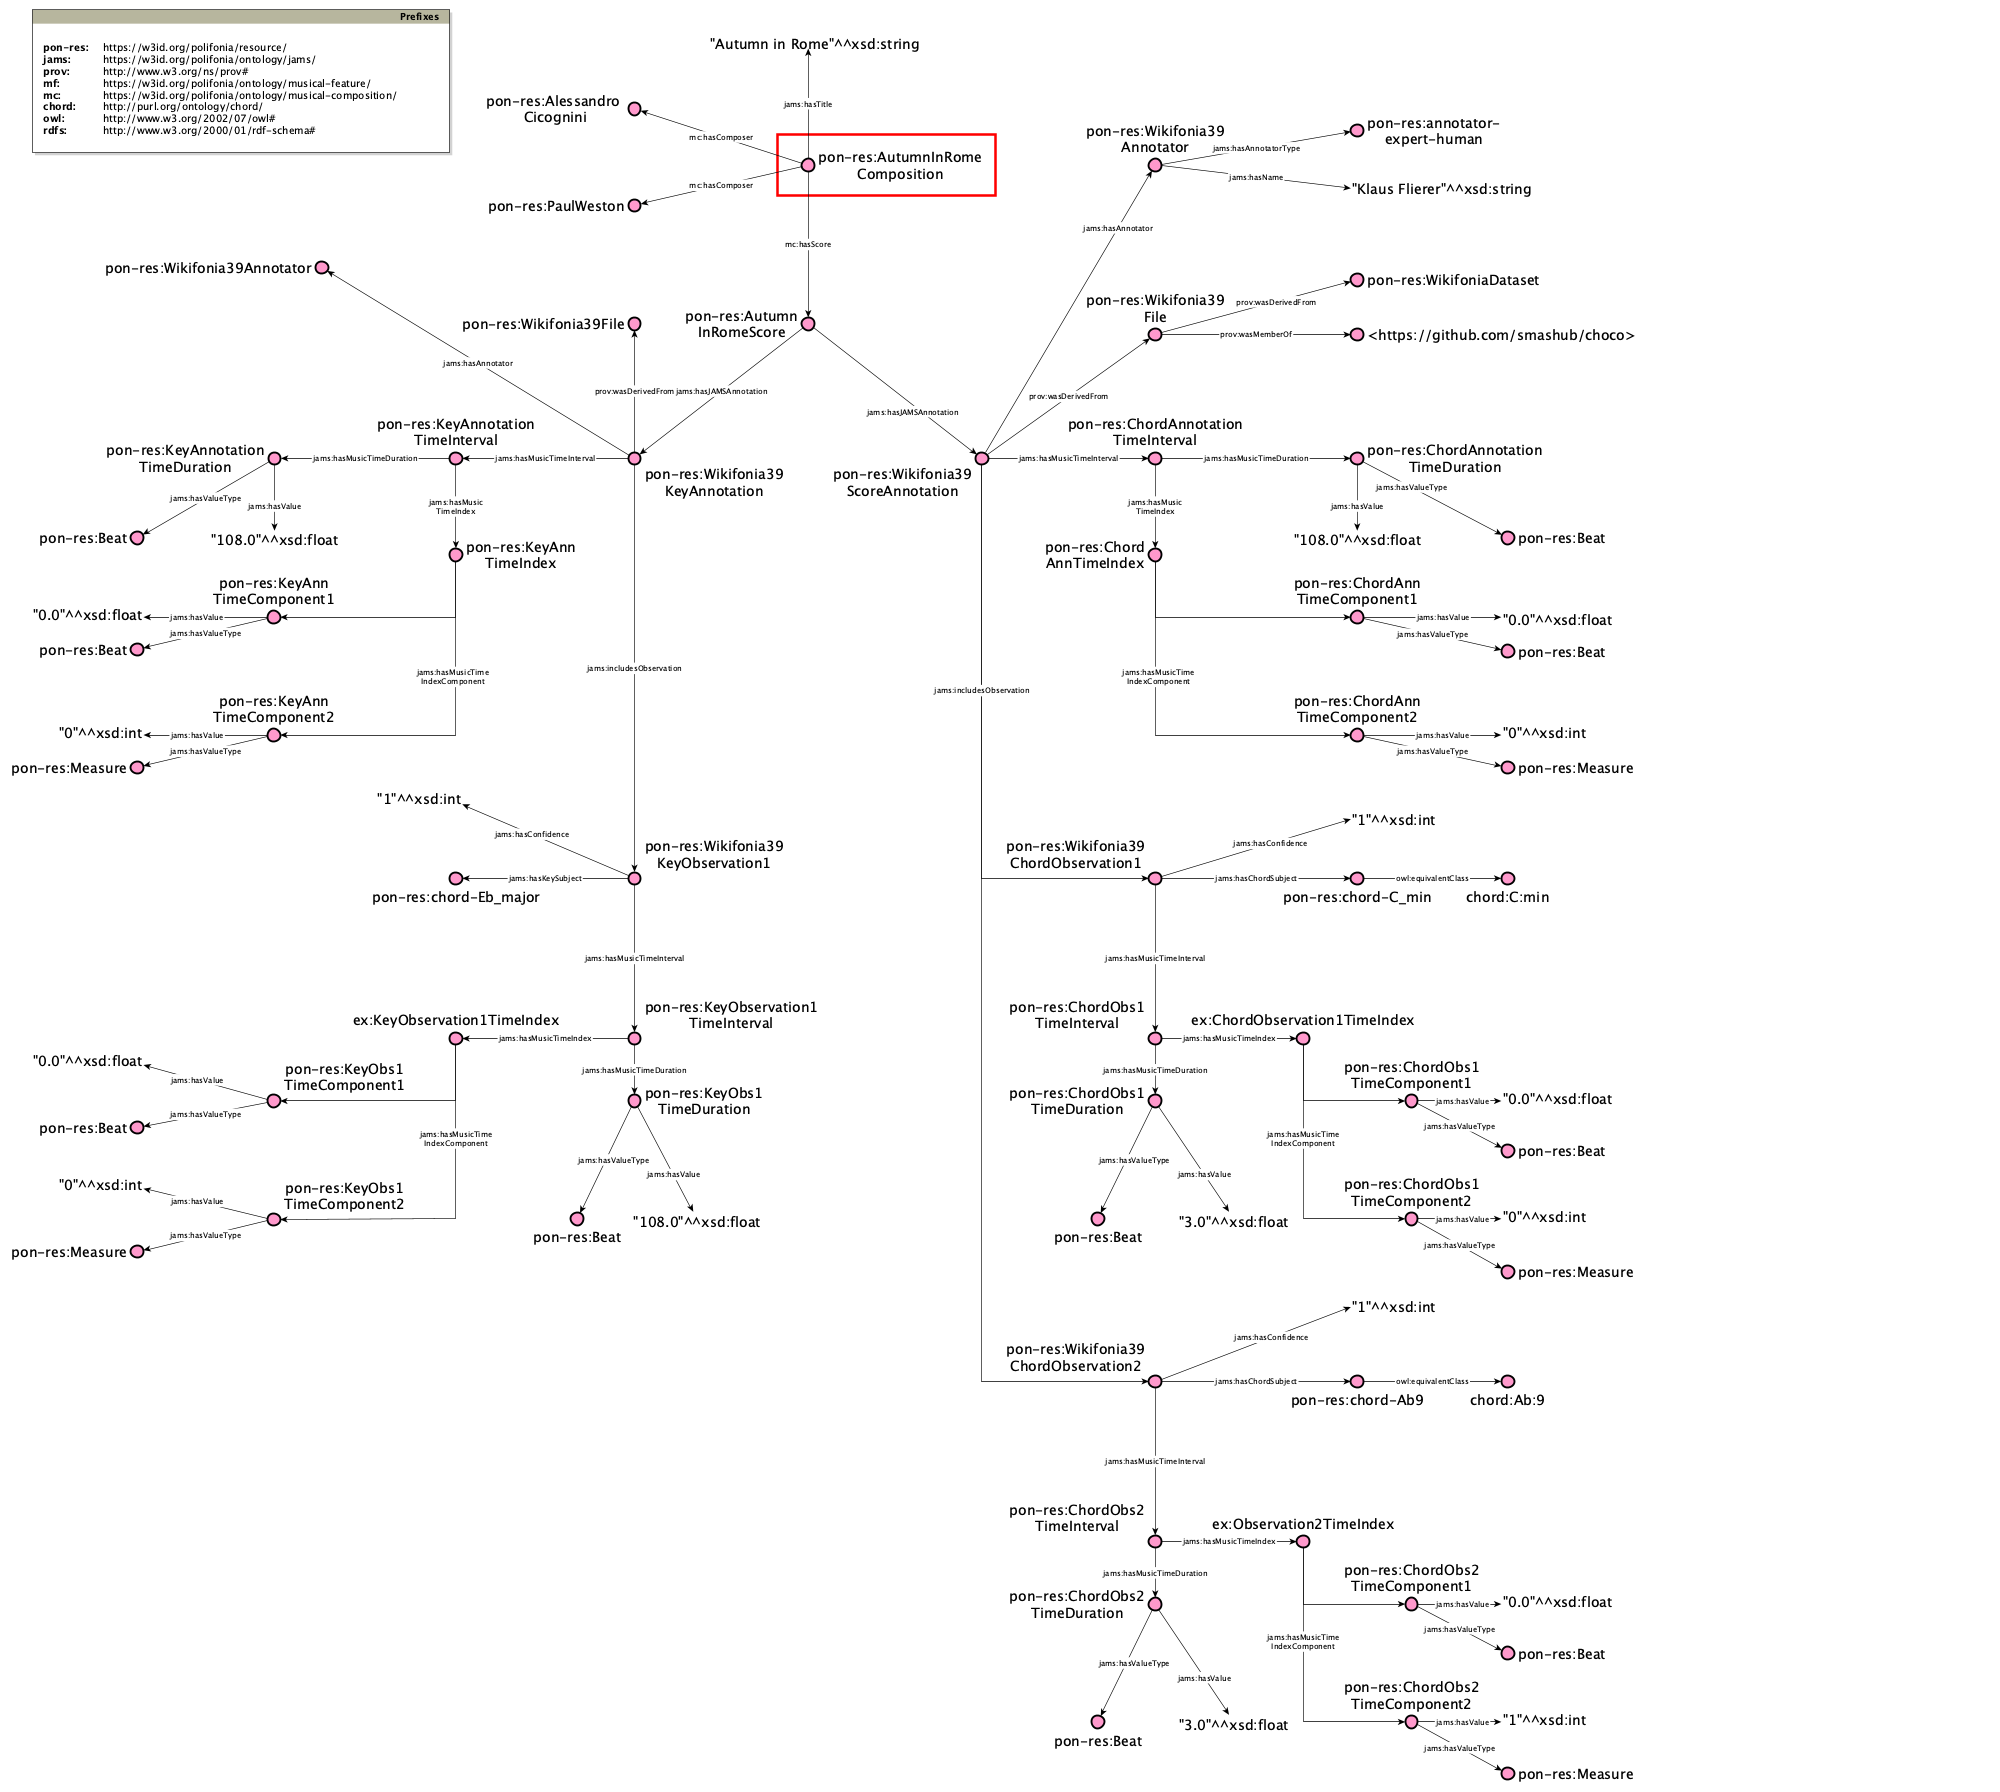 Prefixes
pon-res: https://w3id.org/polifonia/resource/
jams: https://w3id.org/polifonia/ontology/jams/
prov: http://www.w3.org/ns/prov#
mf: https://w3id.org/polifonia/ontology/musical-feature/
mc: https://w3id.org/polifonia/ontology/musical-composition/
chord: http://purl.org/ontology/chord/
owl: http://www.w3.org/2002/07/owl#
rdfs: http://www.w3.org/2000/01/rdf-schema#
"Autumn in Rome"^^xsd:string
jams:hasTitle
pon-res:Alessandro
Cicognini
mc:hasComposer
pon-res:AutumnInRome
Composition
mc:hasComposer
pon-res:PaulWeston
mc:hasScore
pon-res:Wikifonia39
Annotator
jams:hasAnnotatorType
pon-res:annotator-
expert-human
jams:hasName
"Klaus Flierer"^^xsd:string
jams:hasAnnotator
pon-res:Wikifonia39Annotator
pon-res:Wikifonia39File
pon-res:Autumn
InRomeScore
pon-res:Wikifonia39
File
prov:wasDerivedFrom
pon-res:WikifoniaDataset
prov:wasMemberOf
<https://github.com/smashub/choco>
jams:hasAnnotator
prov:wasDerivedFrom
jams:hasJAMSAnnotation
jams:hasJAMSAnnotation
prov:wasDerivedFrom
pon-res:KeyAnnotation
TimeDuration
jams:hasMusicTimeDuration
pon-res:KeyAnnotation
TimeInterval
jams:hasMusicTimeInterval
pon-res:Wikifonia39
KeyAnnotation
jams:hasValueType
jams:hasValue
jams:hasMusic
TimeIndex
pon-res:Beat
"108.0"^^xsd:float
pon-res:KeyAnn
TimeIndex
pon-res:KeyAnn
TimeComponent1
"0.0"^^xsd:float
jams:hasValue
jams:hasValueType
pon-res:Beat
jams:hasMusicTime
IndexComponent
jams:includesObservation
pon-res:KeyAnn
TimeComponent2
"0"^^xsd:int
jams:hasValue
jams:hasValueType
pon-res:Measure
pon-res:Wikifonia39
ScoreAnnotation
jams:hasMusicTimeInterval
pon-res:ChordAnnotation
TimeInterval
jams:hasMusicTimeDuration
pon-res:ChordAnnotation
TimeDuration
jams:hasValueType
jams:hasMusic
TimeIndex
jams:hasValue
pon-res:Chord
AnnTimeIndex
"108.0"^^xsd:float
pon-res:Beat
pon-res:ChordAnn
TimeComponent1
jams:hasValue
"0.0"^^xsd:float
jams:hasValueType
pon-res:Beat
jams:hasMusicTime
IndexComponent
jams:includesObservation
pon-res:ChordAnn
TimeComponent2
jams:hasValue
"0"^^xsd:int
jams:hasValueType
pon-res:Measure
"1"^^xsd:int
jams:hasConfidence
pon-res:Wikifonia39
KeyObservation1
jams:hasKeySubject
pon-res:chord-Eb_major
jams:hasMusicTimeInterval
ex:KeyObservation1TimeIndex
jams:hasMusicTimeIndex
pon-res:KeyObservation1
TimeInterval
"0.0"^^xsd:float
jams:hasValue
pon-res:KeyObs1
TimeComponent1
jams:hasMusicTimeDuration
pon-res:KeyObs1
TimeDuration
jams:hasValueType
pon-res:Beat
jams:hasMusicTime
IndexComponent
jams:hasValueType
jams:hasValue
"0"^^xsd:int
jams:hasValue
pon-res:KeyObs1
TimeComponent2
jams:hasValueType
pon-res:Measure
pon-res:Beat
"108.0"^^xsd:float
pon-res:Wikifonia39
ChordObservation1
jams:hasConfidence
"1"^^xsd:int
jams:hasChordSubject
pon-res:chord-C_min
owl:equivalentClass
chord:C:min
jams:hasMusicTimeInterval
pon-res:ChordObs1
TimeInterval
jams:hasMusicTimeIndex
ex:ChordObservation1TimeIndex
jams:hasMusicTimeDuration
pon-res:ChordObs1
TimeDuration
pon-res:ChordObs1
TimeComponent1
jams:hasValue
"0.0"^^xsd:float
jams:hasValueType
pon-res:Beat
jams:hasMusicTime
IndexComponent
jams:hasValueType
jams:hasValue
pon-res:Beat
"3.0"^^xsd:float
pon-res:ChordObs1
TimeComponent2
jams:hasValue
"0"^^xsd:int
jams:hasValueType
pon-res:Measure
pon-res:Wikifonia39
ChordObservation2
jams:hasConfidence
"1"^^xsd:int
jams:hasChordSubject
pon-res:chord-Ab9
owl:equivalentClass
chord:Ab:9
jams:hasMusicTimeInterval
pon-res:ChordObs2
TimeInterval
jams:hasMusicTimeIndex
ex:Observation2TimeIndex
jams:hasMusicTimeDuration
pon-res:ChordObs2
TimeDuration
pon-res:ChordObs2
TimeComponent1
jams:hasValue
"0.0"^^xsd:float
jams:hasValueType
pon-res:Beat
jams:hasMusicTime
IndexComponent
jams:hasValueType
jams:hasValue
pon-res:Beat
"3.0"^^xsd:float
pon-res:ChordObs2
TimeComponent2
jams:hasValue
"1"^^xsd:int
jams:hasValueType
pon-res:Measure